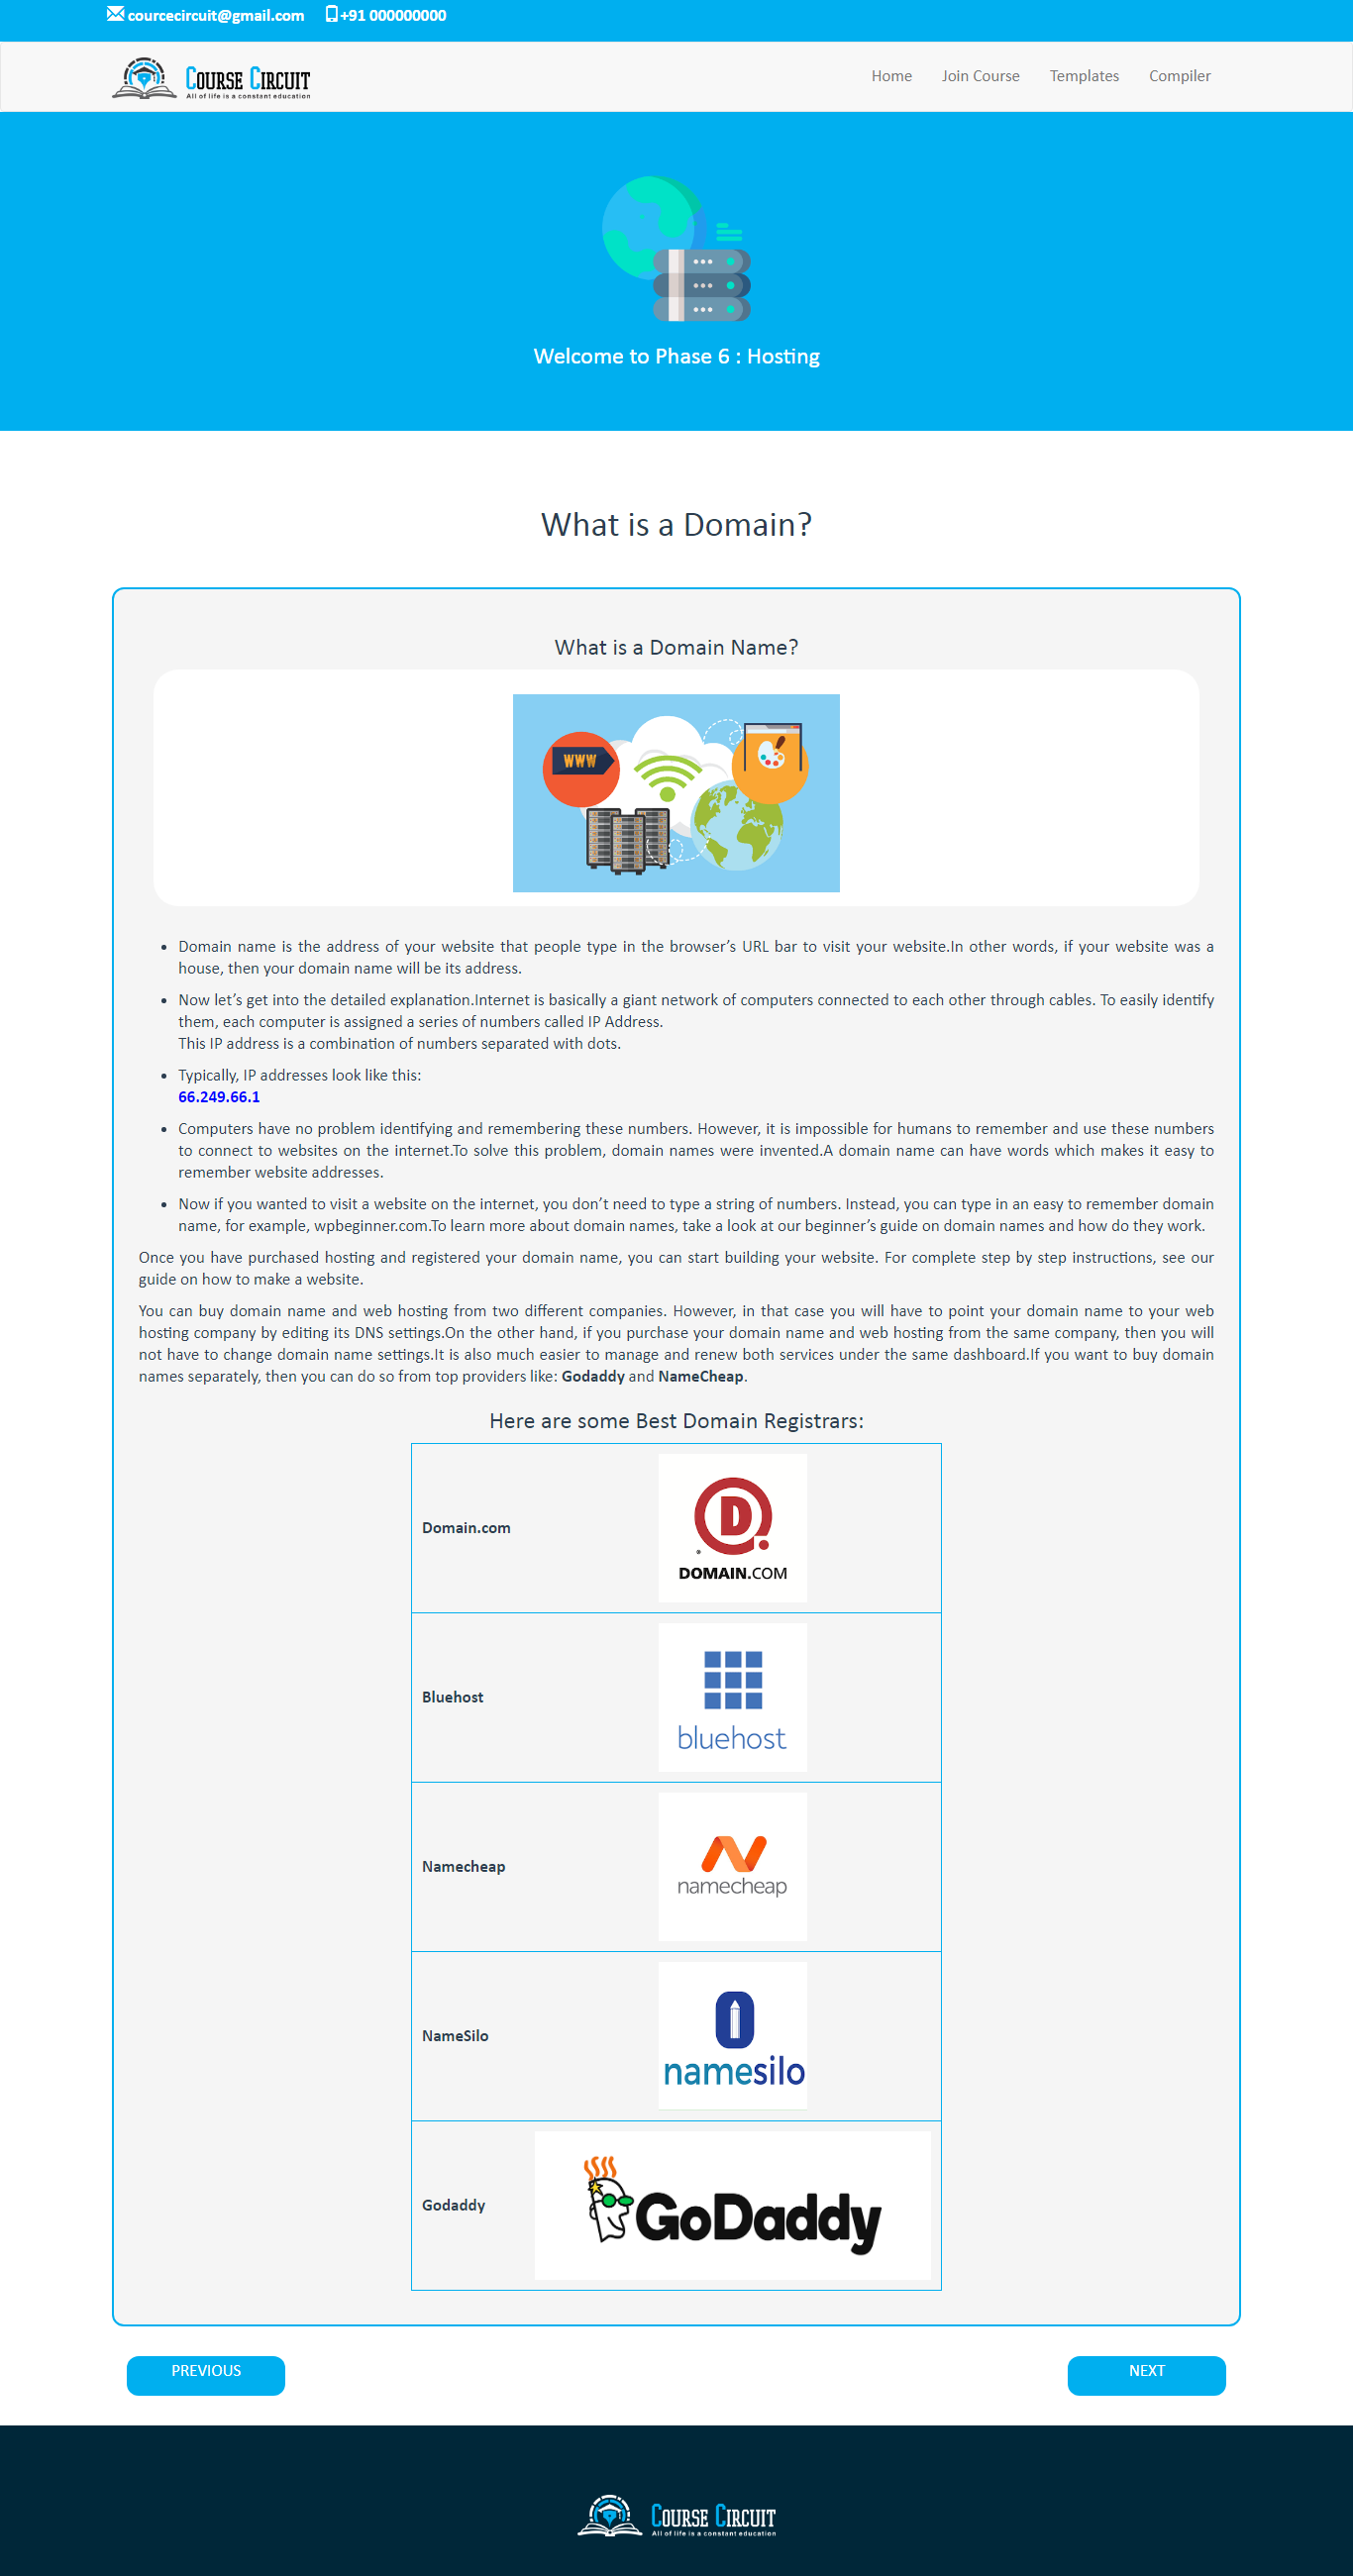 courcecircuit@gmail.com +91 000000000
COURSE CIRCUIT
All of life is a constant education
Home Join Course Templates Compiler
Welcome to Phase 6 : Hosting
What is a Domain?
What is a Domain Name?
WWW
Domain name is the address of your website that people type in the browser’s URL bar to visit your website.In other words, if your website was a
house, then your domain name will be its address.
Now let’s get into the detailed explanation.Internet is basically a giant network of computers connected to each other through cables. To easily identify
them, each computer is assigned a series of numbers called IP Address.
This IP address is a combination of numbers separated with dots.
Typically, IP addresses look like this:
66.249.66.1
Computers have no problem identifying and remembering these numbers. However, it is impossible for humans to remember and use these numbers
to connect to websites on the internet.To solve this problem, domain names were invented.A domain name can have words which makes it easy to
remember website addresses.
Now if you wanted to visit a website on the internet, you don’t need to type a string of numbers. Instead, you can type in an easy to remember domain
name, for example, wpbeginner.com.To learn more about domain names, take a look at our beginner’s guide on domain names and how do they work.
Once you have purchased hosting and registered your domain name, you can start building your website. For complete step by step instructions, see our
guide on how to make a website.
You can buy domain name and web hosting from two different companies. However, in that case you will have to point your domain name to your web
hosting company by editing its DNS settings.On the other hand, if you purchase your domain name and web hosting from the same company, then you will
not have to change domain name settings.It is also much easier to manage and renew both services under the same dashboard.If you want to buy domain
names separately, then you can do so from top providers like: Godaddy and NameCheap.
Here are some Best Domain Registrars:
Domain.com
D
DOMAIN.COM
Bluehost
bluehost
Namecheap
namecheap
NameSilo
namesilo
Godaddy
GoDaddy
PREVIOUS NEXT
COURSE CIRCUIT
All of life is a constant education